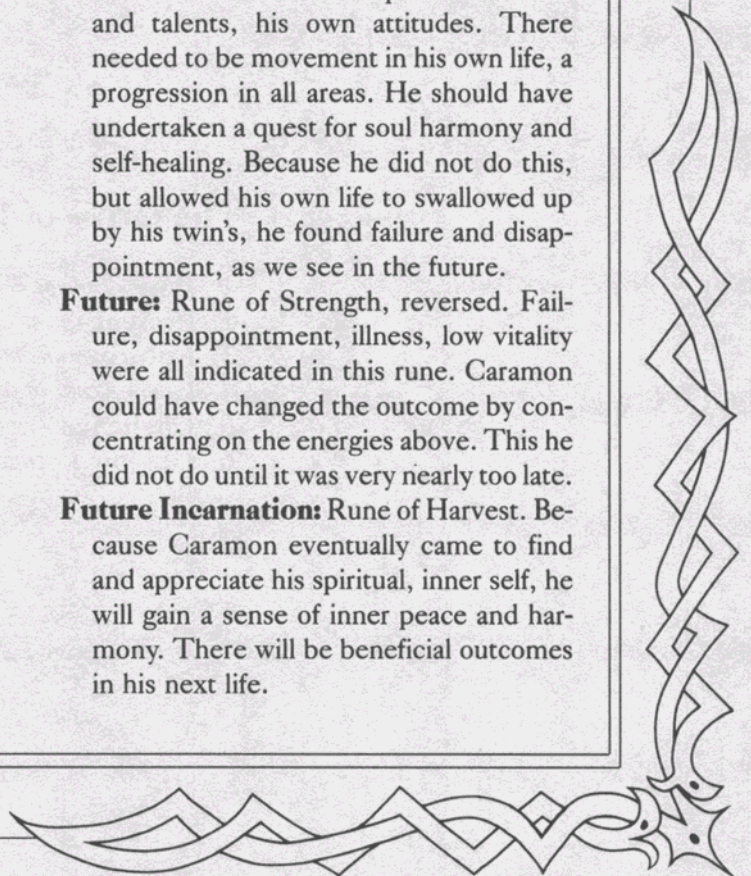 and talents, his own attitudes. There
needed to be movement in his own life, a
progression in all areas. He should have
undertaken a quest for soul harmony and
self-healing. Because he did not do this,
but allowed his own life to swallowed up
by his twin's, he found failure and disap-
pointment, as we see in the future.
Future: Rune of Strength, reversed. Fail-
ure, disappointment, illness, low vitality
were all indicated in this rune. Caramon
could have changed the outcome by con-
centrating on the energies above. This he
did not do until it was very nearly too late.
Future Incarnation: Rune of Harvest. Be-
cause Caramon eventually came to find
and appreciate his spiritual, inner self, he
will gain a sense of inner peace and har-
mony. There will be beneficial outcomes
in his next life.